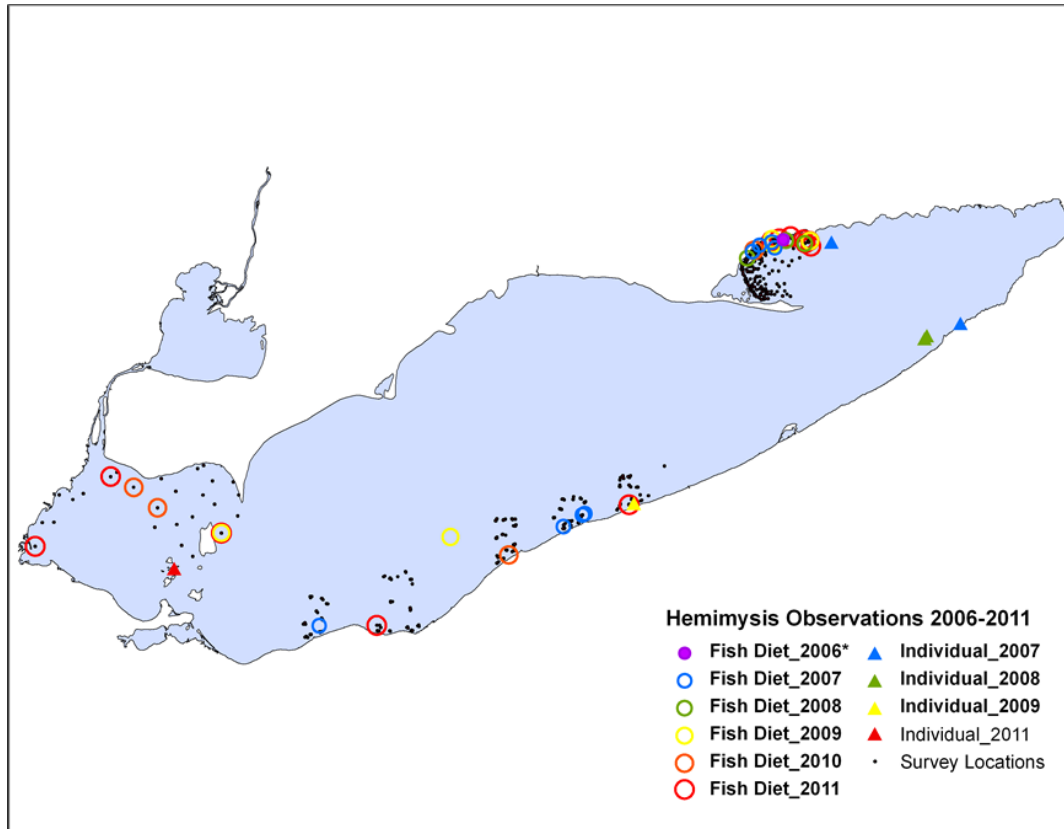 Hemimysis Observations 2006-2011
Fish Diet_2006*
Fish Diet_2007
Fish Diet_2008
Fish Diet_2009
Fish Diet_2010
Fish Diet_2011
Individual_2007
Individual_2008
Individual_2009
Individual_2011
Survey Locations